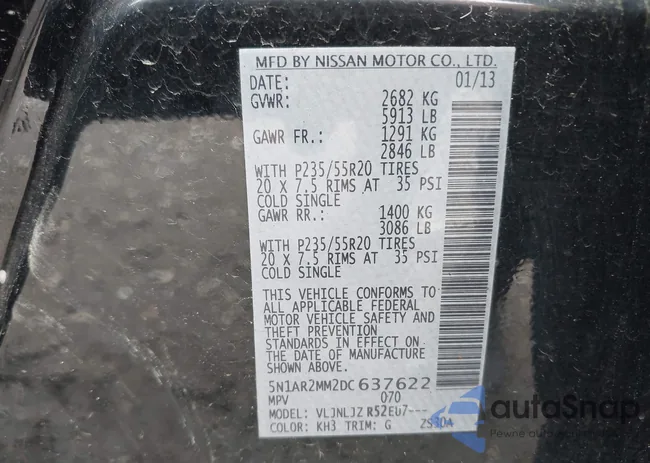 MFD BY NISSAN MOTOR CO., LTD.
DATE: 01/13
GVWR: 2682 KG
5913 LB
GAWR FR.: 1291 KG
2846 LB
WITH P235/55R20 TIRES
20 X 7.5 RIMS AT 35 PSI
COLD SINGLE
GAWR RR.: 1400 KG
3086 LB
WITH P235/55R20 TIRES
20 X 7.5 RIMS AT 35 PSI
COLD SINGLE
THIS VEHICLE CONFORMS TO
ALL APPLICABLE FEDERAL
MOTOR VEHICLE SAFETY AND
THEFT PREVENTION
STANDARDS IN EFFECT ON THE
DATE OF MANUFACTURE
SHOWN ABOVE.
5N1AR2MM2DC637622
MPV 070
MODEL: VLJNLJZ R52EU7---
COLOR: KH3 TRIM: G ZS30A
autoSnap
Pewne auto